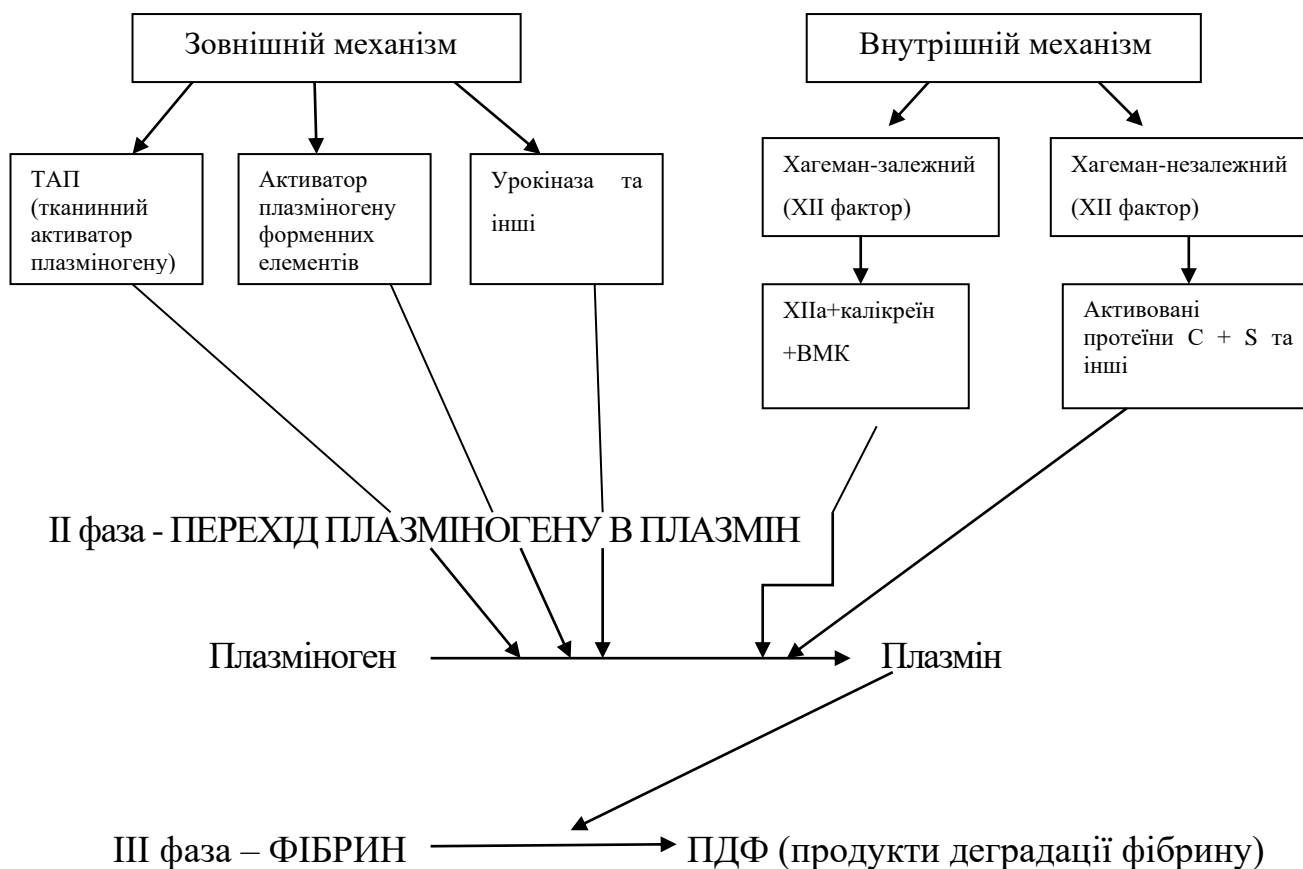 Зовнішній механізм
Внутрішній механізм
ТАП
(тканинний
активатор
плазміногену)
Активатор
плазміногену
форменних
елементів
Урокіназа та
інші
Хагеман-залежний
(XII фактор)
Хагеман-незалежний
(XII фактор)
XIIа+калікреїн
+ВМК
Активовані
протеїни С + S та
інші
II фаза - ПЕРЕХІД ПЛАЗМІНОГЕНУ В ПЛАЗМІН
Плазміноген
Плазмін
III фаза – ФІБРИН
ПДФ (продукти деградації фібрину)